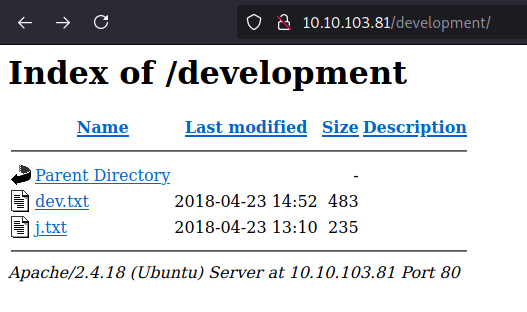 10.10.103.81/development/
Index of /development
Name Last modified Size Description
Parent Directory -
dev.txt 2018-04-23 14:52 483
j.txt 2018-04-23 13:10 235
Apache/2.4.18 (Ubuntu) Server at 10.10.103.81 Port 80